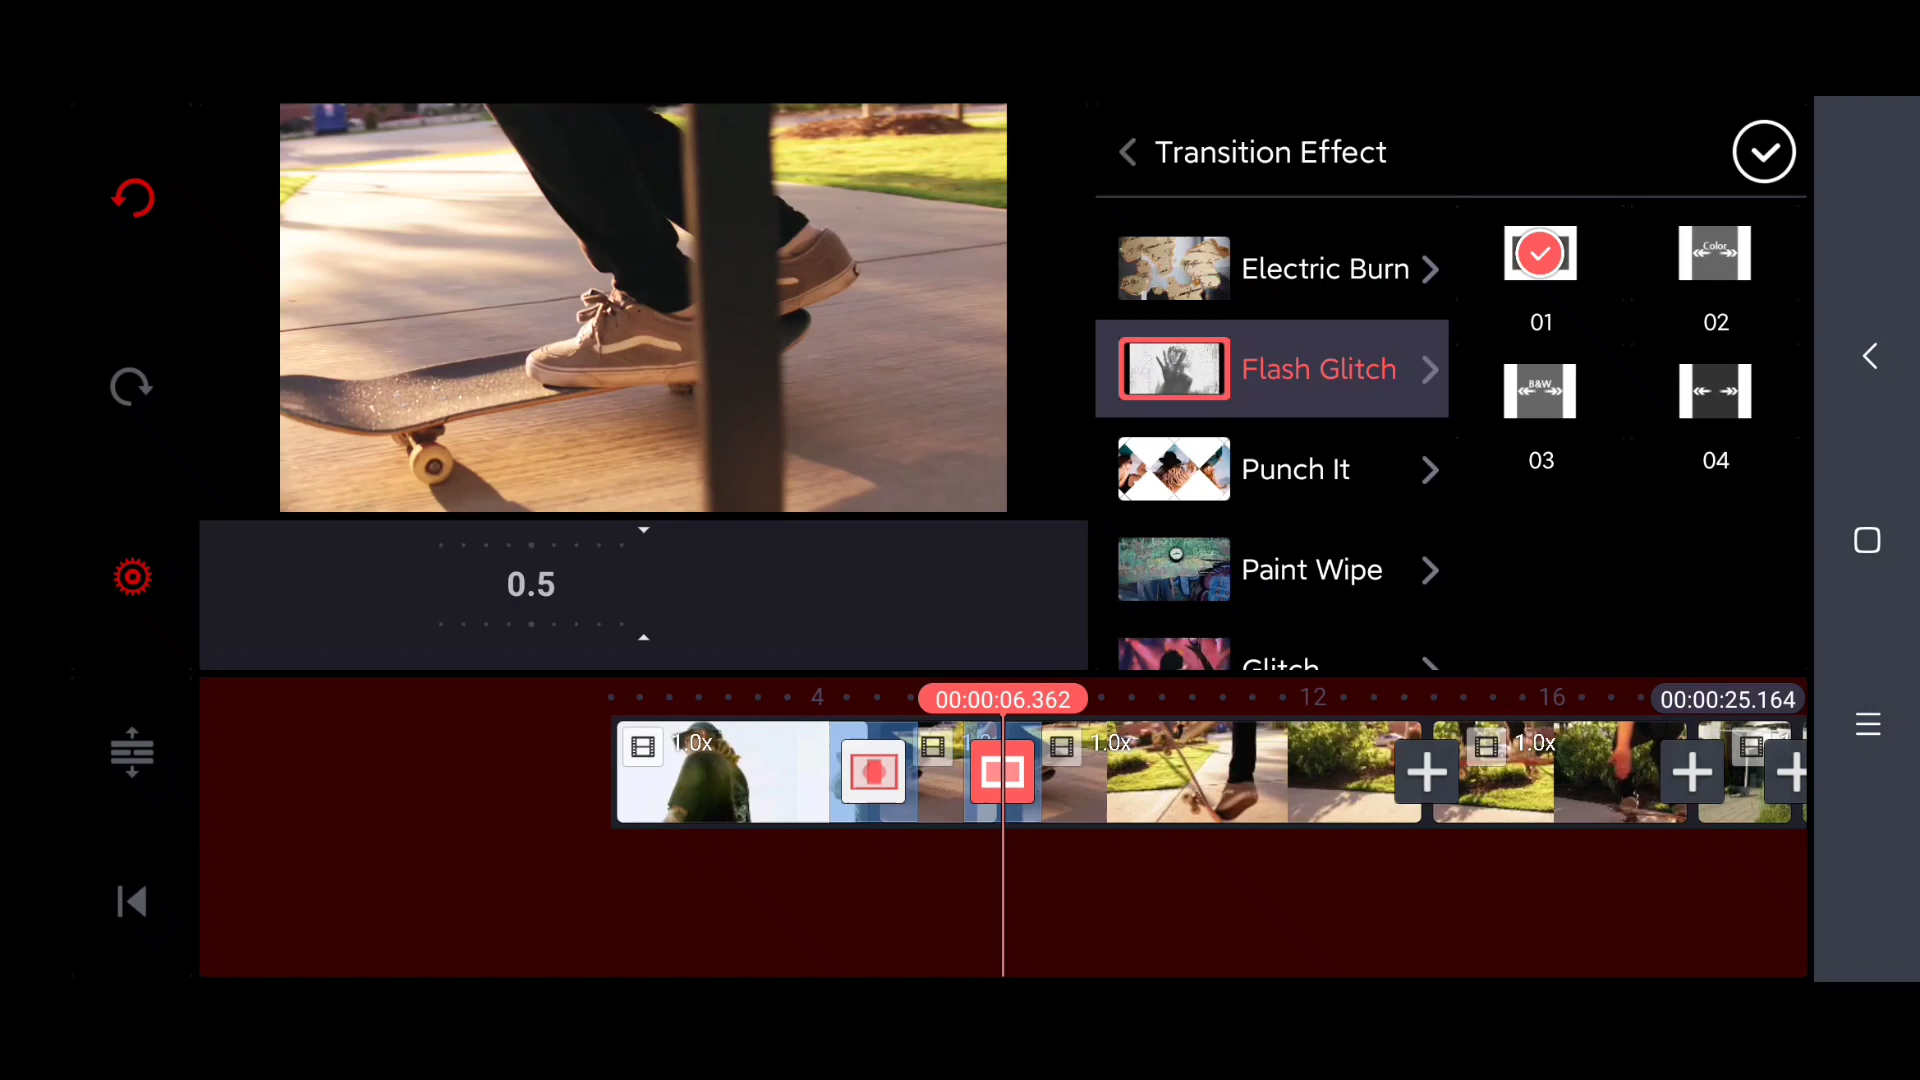 Transition Effect
Electric Burn
Flash Glitch
Punch It
Paint Wipe
Glitch
01
Color
02
B&W
03
04
0.5
4
00:00:06.362
12
16
00:00:25.164
1.0x
1.0x
1.0x